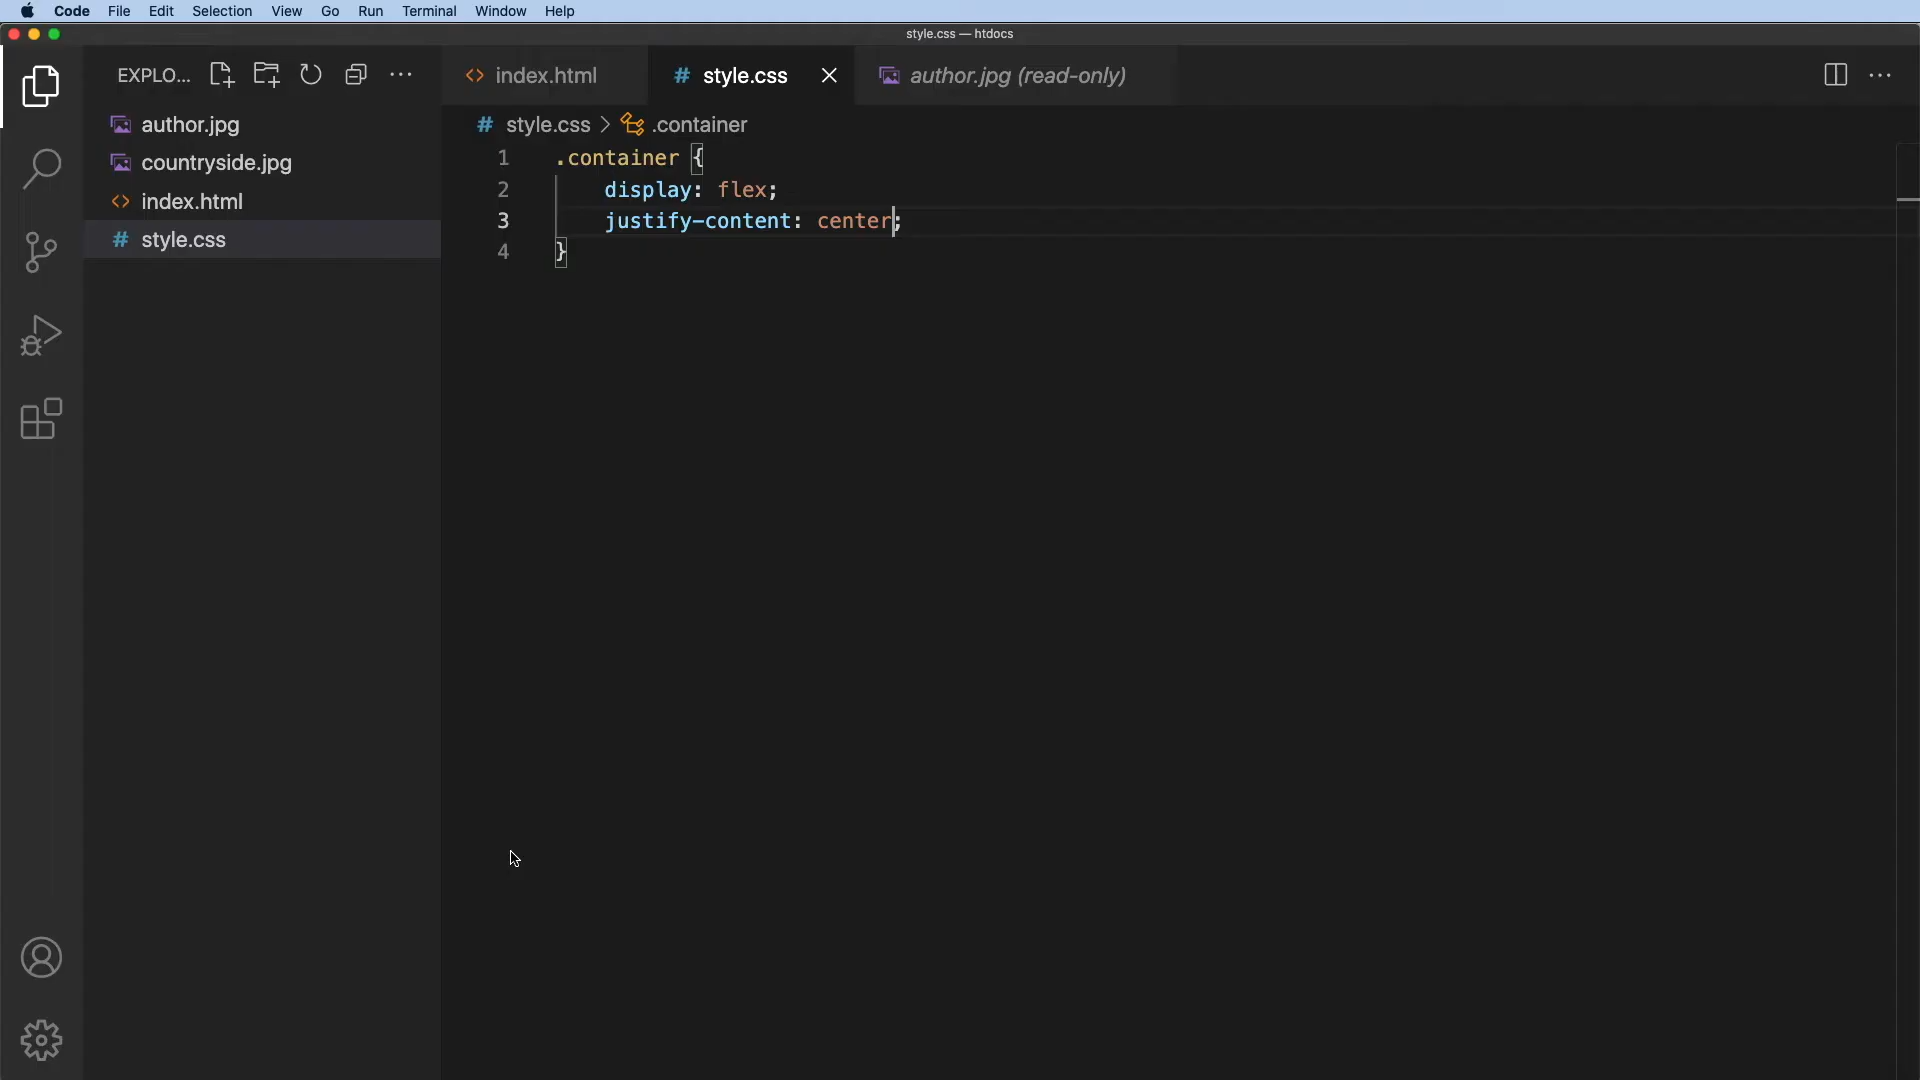 Code File Edit Selection View Go Run Terminal Window Help
style.css — htdocs
EXPLO...
index.html
# style.css
author.jpg (read-only)
# style.css > .container
author.jpg
countryside.jpg
<> index.html
# style.css
1 .container {
2 display: flex;
3 justify-content: center;
4 }